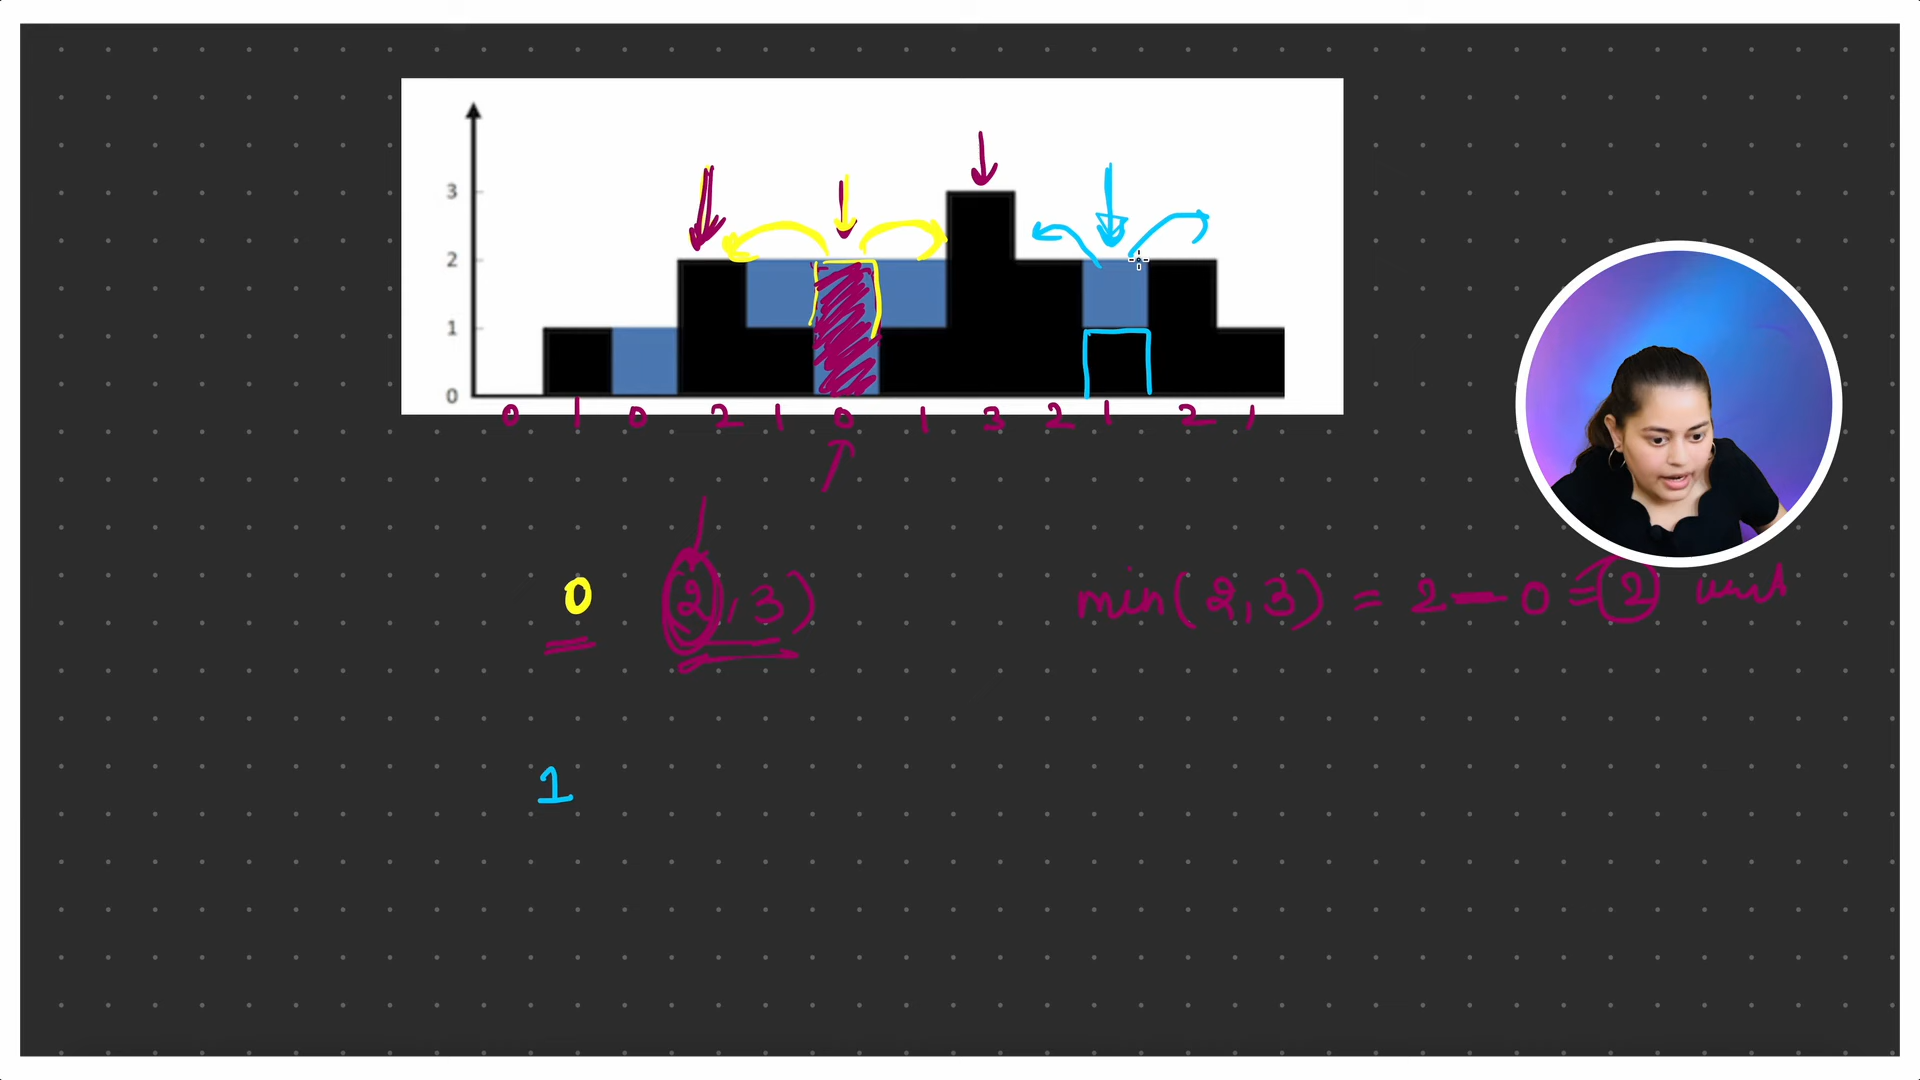 3
2
1
0
0 1 0 2 1 0 1 3 2 1 2 1
0 (2, 3) min(2, 3) = 2 - 0 = 2 unit
1